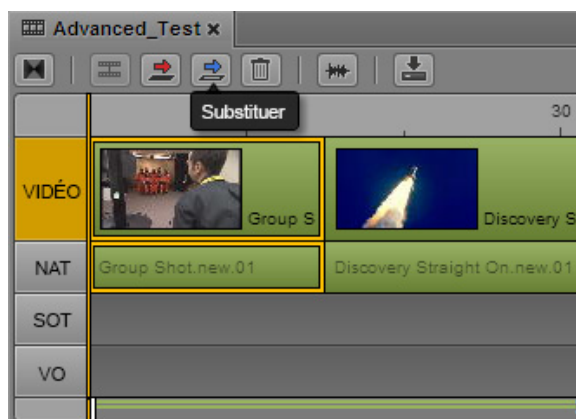 Advanced_Test ×
Substituer
30
VIDÉO
Group S
Discovery S
NAT
Group Shot.new.01
Discovery Straight On.new.01
SOT
VO